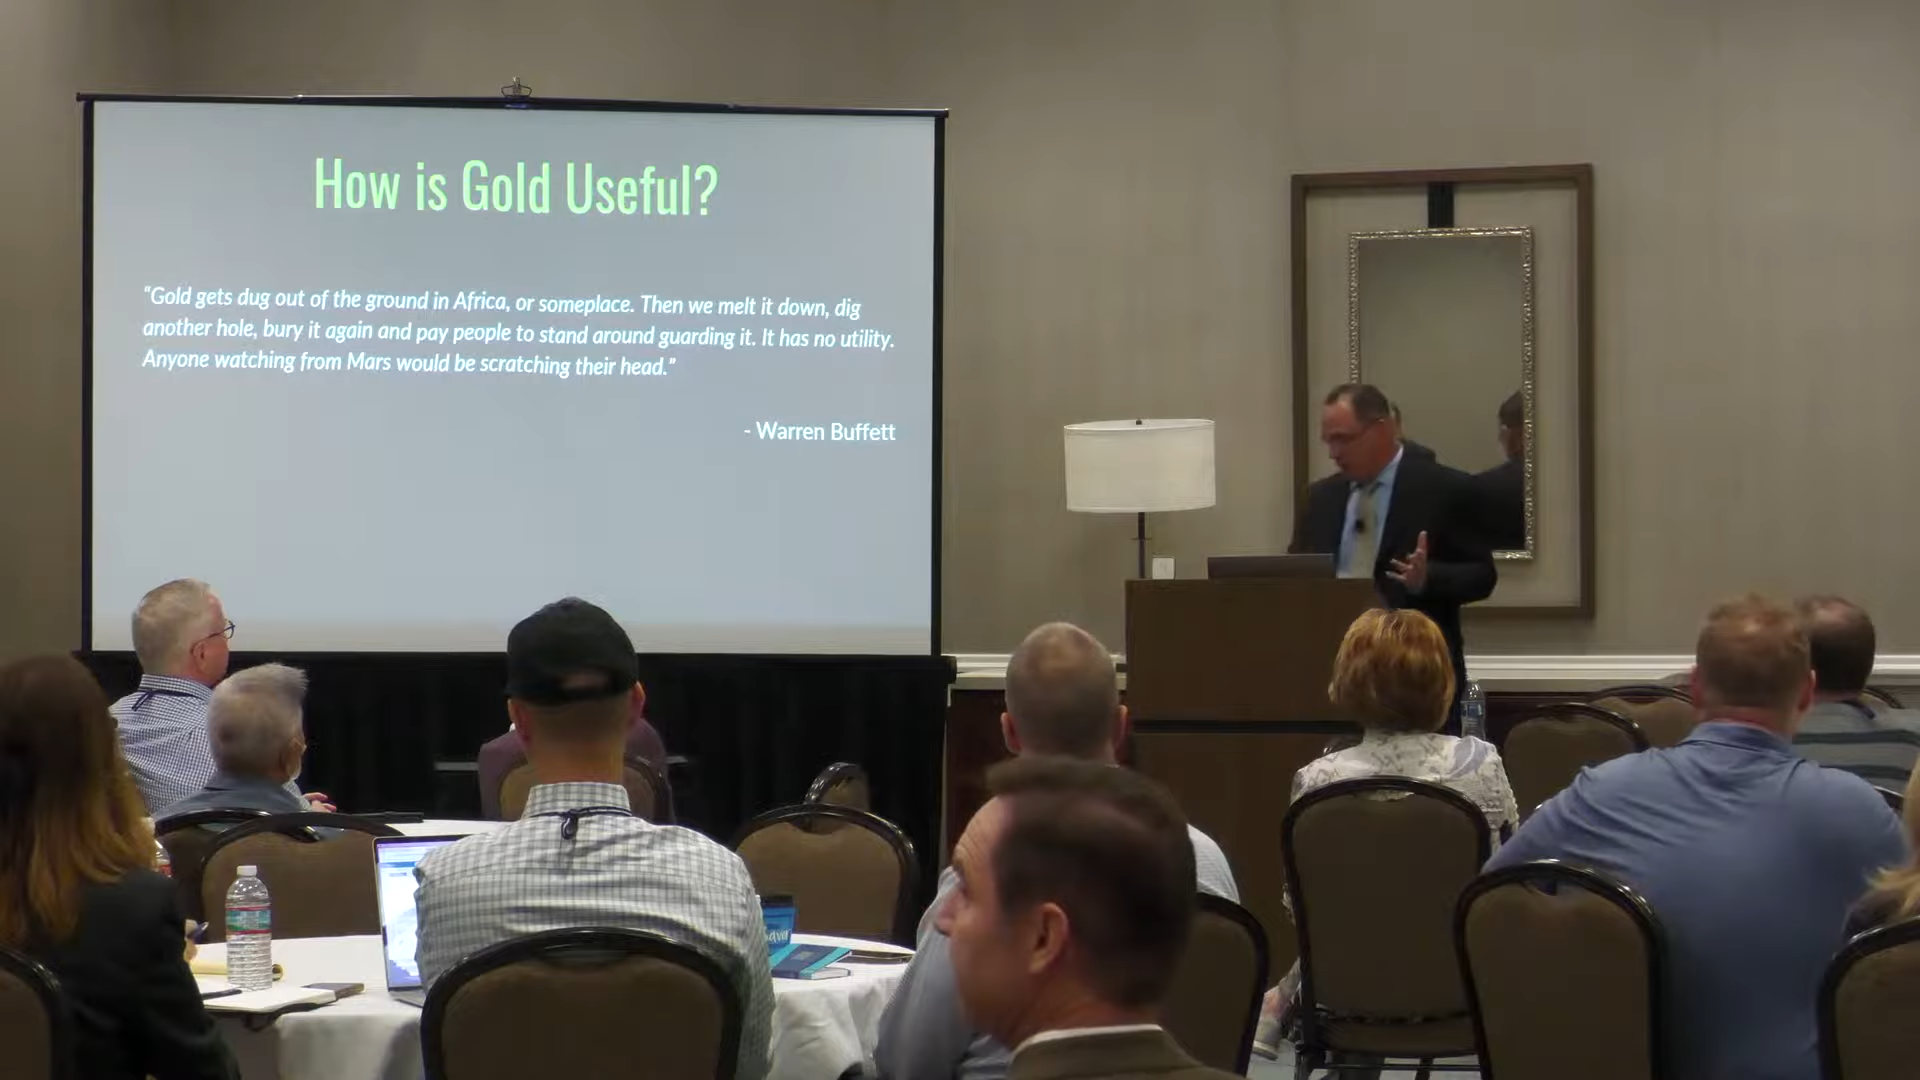 How is Gold Useful?
“Gold gets dug out of the ground in Africa, or someplace. Then we melt it down, dig
another hole, bury it again and pay people to stand around guarding it. It has no utility.
Anyone watching from Mars would be scratching their head.”
- Warren Buffett